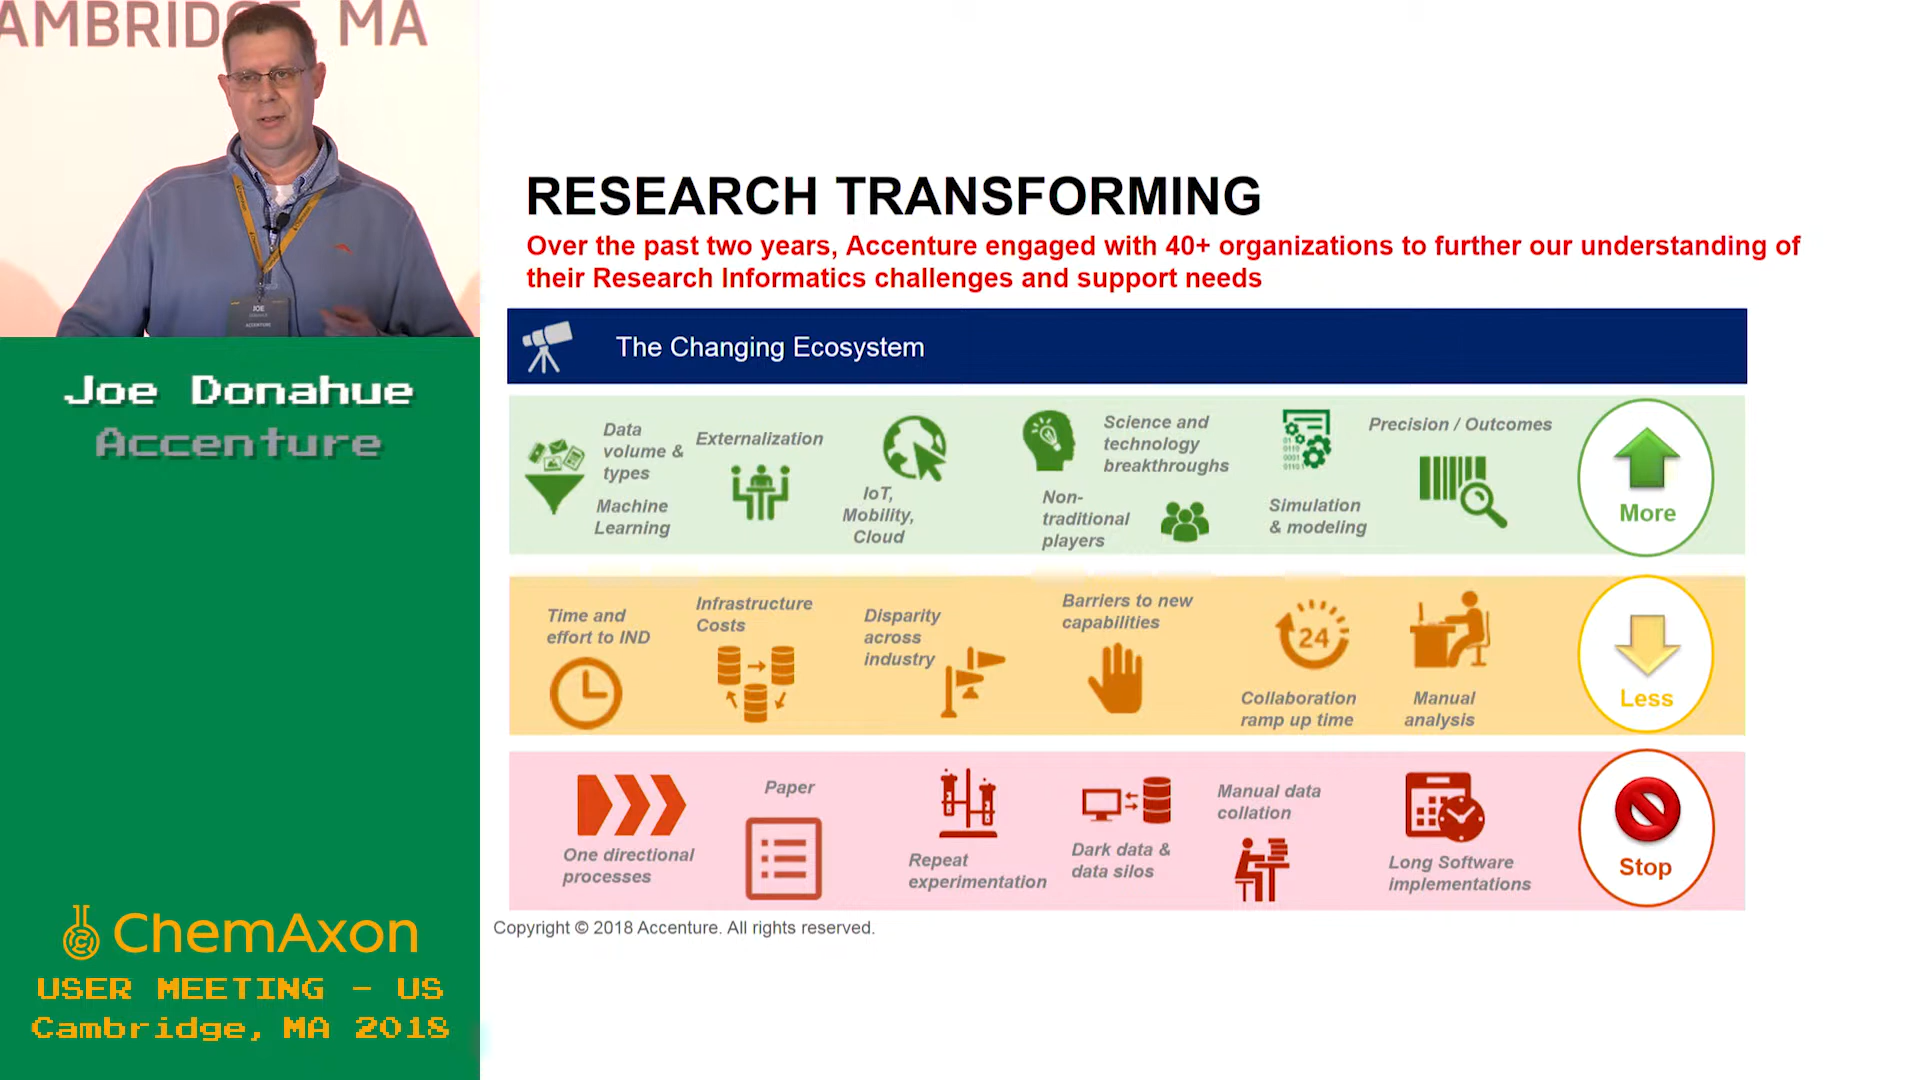 AMBRIDGE, MA
JOE
ACCENTURE
Joe Donahue
Accenture
ChemAxon
USER MEETING - US
Cambridge, MA 2018
RESEARCH TRANSFORMING
Over the past two years, Accenture engaged with 40+ organizations to further our understanding of
their Research Informatics challenges and support needs
The Changing Ecosystem
Data
volume &
types
Machine
Learning
Externalization
IoT,
Mobility,
Cloud
Science and
technology
breakthroughs
Non-
traditional
players
Simulation
& modeling
Precision / Outcomes
More
Time and
effort to IND
Infrastructure
Costs
Disparity
across
industry
Barriers to new
capabilities
24
Collaboration
ramp up time
Manual
analysis
Less
One directional
processes
Paper
Repeat
experimentation
Dark data &
data silos
Manual data
collation
Long Software
implementations
Stop
Copyright © 2018 Accenture. All rights reserved.